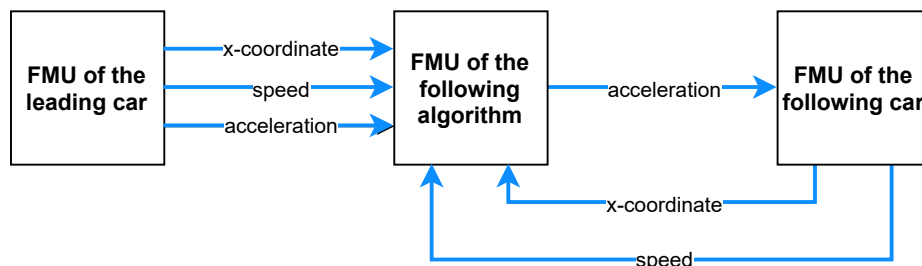 FMU of the
leading car
x-coordinate
speed
acceleration
FMU of the
following
algorithm
acceleration
FMU of the
following car
x-coordinate
speed